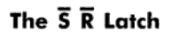 The S̅ R̅ Latch